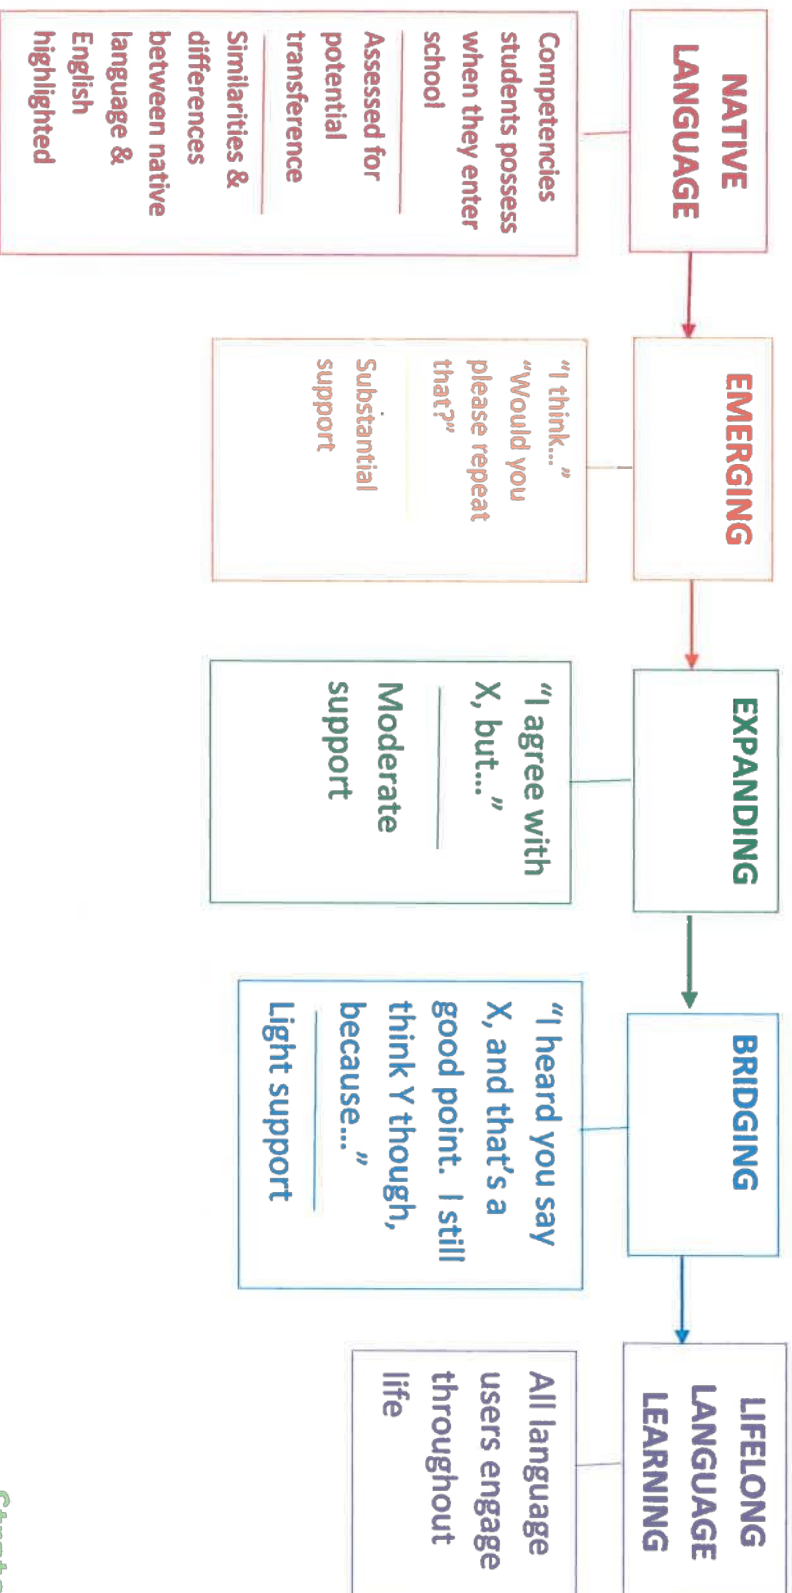 NATIVE
LANGUAGE
Competencies
students possess
when they enter
school
Assessed for
potential
transference
Similarities &
differences
between native
language &
English
highlighted
EMERGING
"I think..."
"Would you
please repeat
that?"
Substantial
support
EXPANDING
"I agree with
X, but..."
Moderate
support
BRIDGING
"I heard you say
X, and that's a
good point.  I still
think Y though,
because..."
Light support
LIFELONG
LANGUAGE
LEARNING
All language
users engage
throughout
life